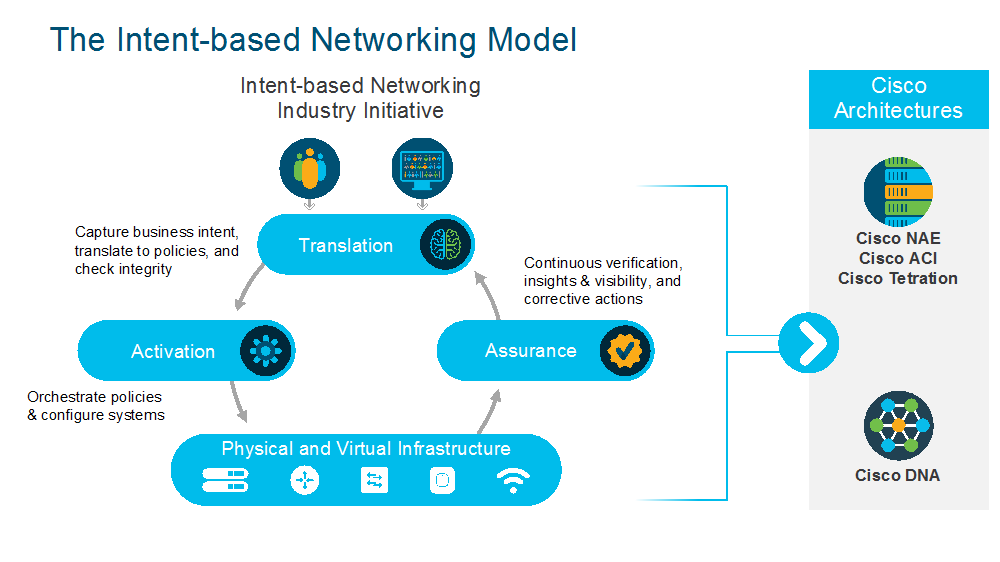 The Intent-based Networking Model
Intent-based Networking
Industry Initiative
Cisco
Architectures
Capture business intent,
translate to policies, and
check integrity
Translation
Continuous verification,
insights & visibility, and
corrective actions
Cisco NAE
Cisco ACI
Cisco Tetration
Activation
Assurance
Orchestrate policies
& configure systems
Physical and Virtual Infrastructure
Cisco DNA